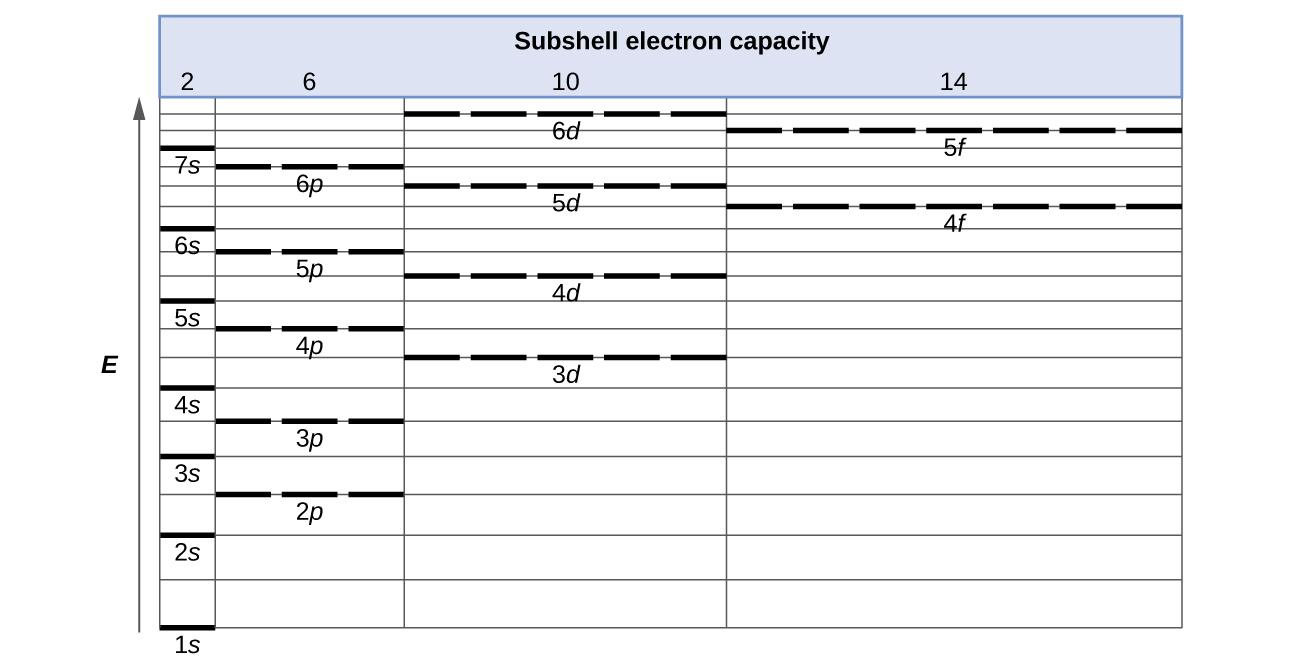 Subshell electron capacity
2 6 10 14
6d
5f
7s
6p
5d
4f
6s
5p
4d
5s
4p
E
3d
4s
3p
3s
2p
2s
1s